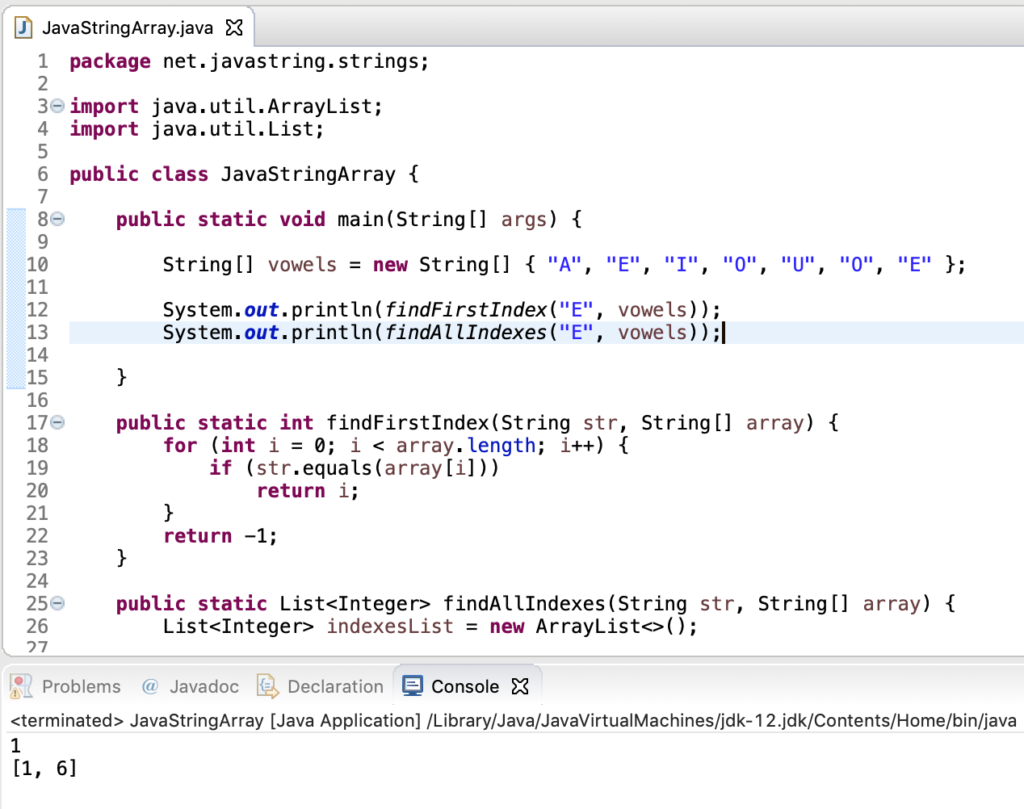 JavaStringArray.java
1 package net.javastring.strings;
2
3 import java.util.ArrayList;
4 import java.util.List;
5
6 public class JavaStringArray {
7
8     public static void main(String[] args) {
9
10         String[] vowels = new String[] { "A", "E", "I", "O", "U", "O", "E" };
11
12         System.out.println(findFirstIndex("E", vowels));
13         System.out.println(findAllIndexes("E", vowels));
14
15     }
16
17     public static int findFirstIndex(String str, String[] array) {
18         for (int i = 0; i < array.length; i++) {
19             if (str.equals(array[i]))
20                 return i;
21         }
22         return -1;
23     }
24
25     public static List<Integer> findAllIndexes(String str, String[] array) {
26         List<Integer> indexesList = new ArrayList<>();
27
Problems @ Javadoc Declaration Console
<terminated> JavaStringArray [Java Application] /Library/Java/JavaVirtualMachines/jdk-12.jdk/Contents/Home/bin/java
1
[1, 6]